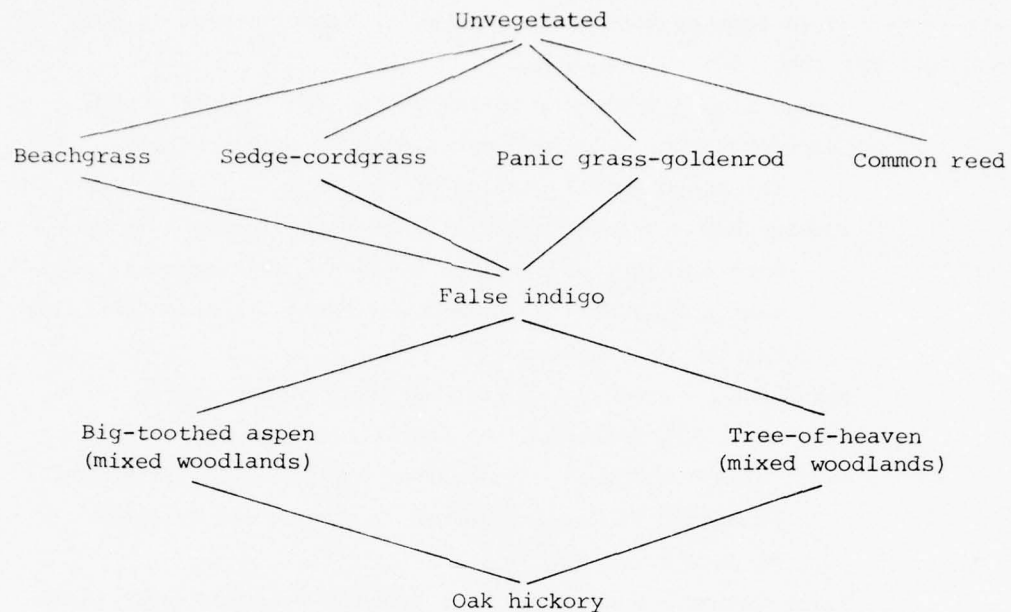 Unvegetated
Beachgrass
Sedge-cordgrass
Panic grass-goldenrod
Common reed
False indigo
Big-toothed aspen
(mixed woodlands)
Tree-of-heaven
(mixed woodlands)
Oak hickory